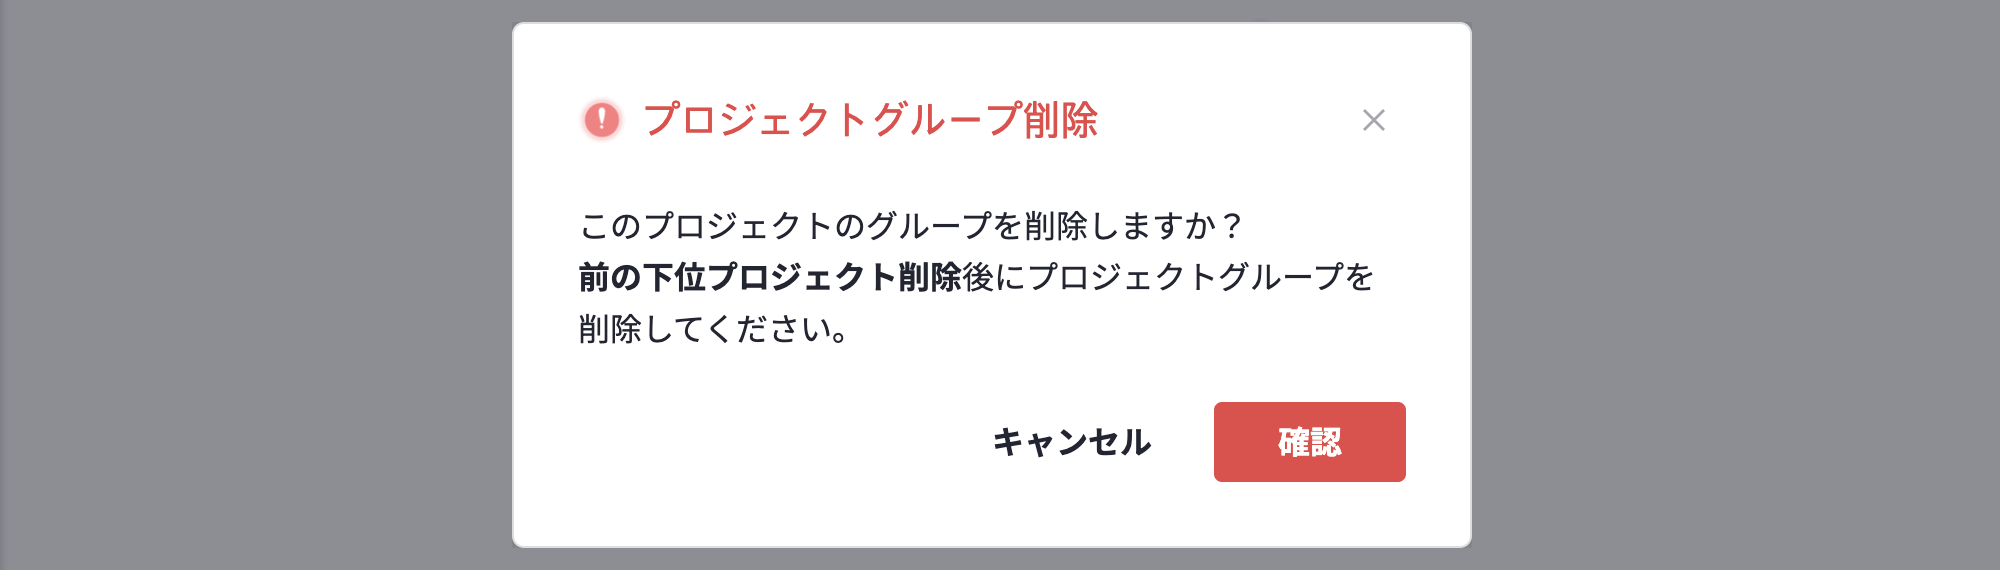 プロジェクトグループ削除
このプロジェクトのグループを削除しますか？
前の下位プロジェクト削除後にプロジェクトグループを
削除してください。
キャンセル 確認